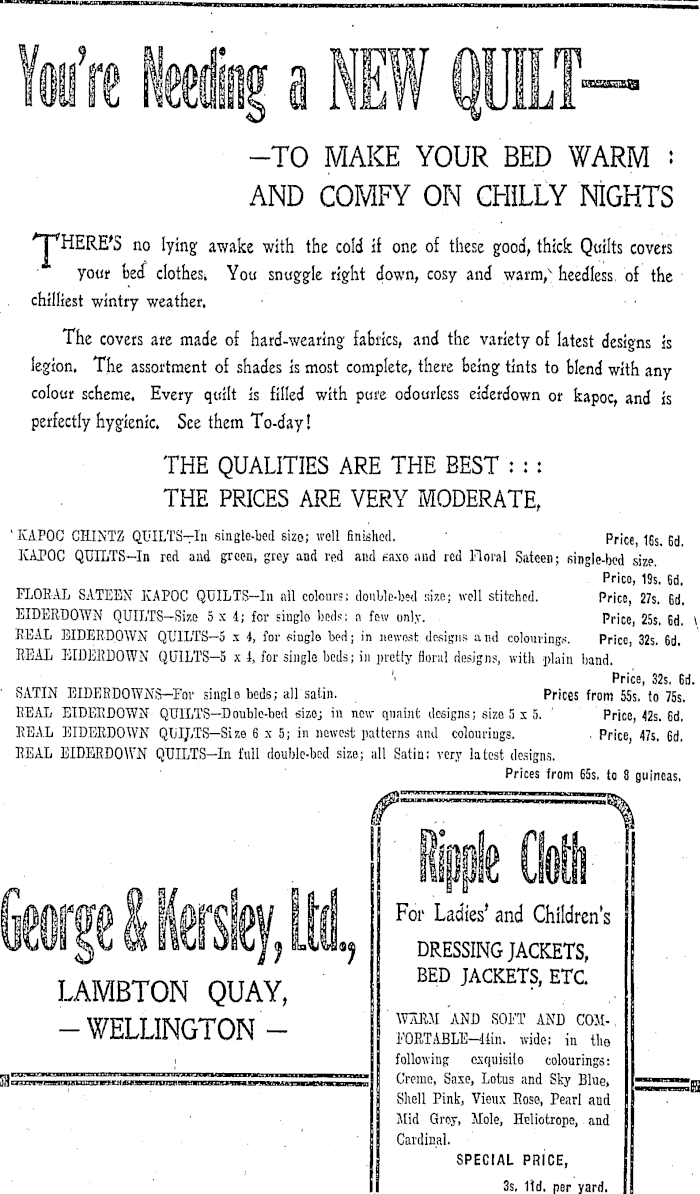 You're Needing a NEW QUILT—
—TO MAKE YOUR BED WARM :
AND COMFY ON CHILLY NIGHTS
THERE'S no lying awake with the cold if one of these good, thick Quilts covers
your bed clothes. You snuggle right down, cosy and warm, heedless of the
chilliest wintry weather.
The covers are made of hard-wearing fabrics, and the variety of latest designs is
legion. The assortment of shades is most complete, there being tints to blend with any
colour scheme. Every quilt is filled with pure odourless eiderdown or kapoc, and is
perfectly hygienic. See them To-day!
THE QUALITIES ARE THE BEST : : :
THE PRICES ARE VERY MODERATE,
KAPOC CHINTZ QUILTS—In single-bed size; well finished. Price, 16s. 6d.
KAPOC QUILTS—In red and green, grey and red and saxe and red Floral Sateen; single-bed size.
Price, 19s. 6d.
FLORAL SATEEN KAPOC QUILTS—In all colours; double-bed size; well stitched. Price, 27s. 6d.
EIDERDOWN QUILTS—Size 5 x 4; for single beds; a few only. Price, 25s. 6d.
REAL EIDERDOWN QUILTS—5 x 4, for single bed; in newest designs and colourings. Price, 32s. 6d.
REAL EIDERDOWN QUILTS—5 x 4, for single beds; in pretty floral designs, with plain band.
Price, 32s. 6d.
SATIN EIDERDOWNS—For single beds; all satin. Prices from 55s. to 75s.
REAL EIDERDOWN QUILTS—Double-bed size; in new quaint designs; size 5 x 5. Price, 42s. 6d.
REAL EIDERDOWN QUILTS—Size 6 x 5; in newest patterns and colourings. Price, 47s. 6d.
REAL EIDERDOWN QUILTS—In full double-bed size; all Satin; very latest designs.
Prices from 65s. to 8 guineas.
George & Kersley, Ltd.,
LAMBTON QUAY,
— WELLINGTON —
Ripple Cloth
For Ladies' and Children's
DRESSING JACKETS,
BED JACKETS, ETC.
WARM AND SOFT AND COM-
FORTABLE—44in. wide; in the
following exquisite colourings:
Creme, Saxe, Lotus and Sky Blue,
Shell Pink, Vieux Rose, Pearl and
Mid Grey, Mole, Heliotrope, and
Cardinal.
SPECIAL PRICE,
3s. 11d. per yard.